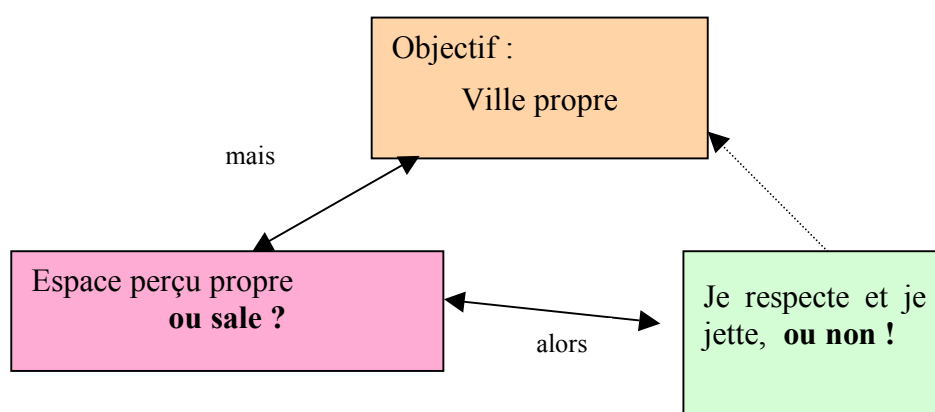 Objectif :
Ville propre
mais
Espace perçu propre
ou sale ?
Je respecte et je
jette, ou non !
alors